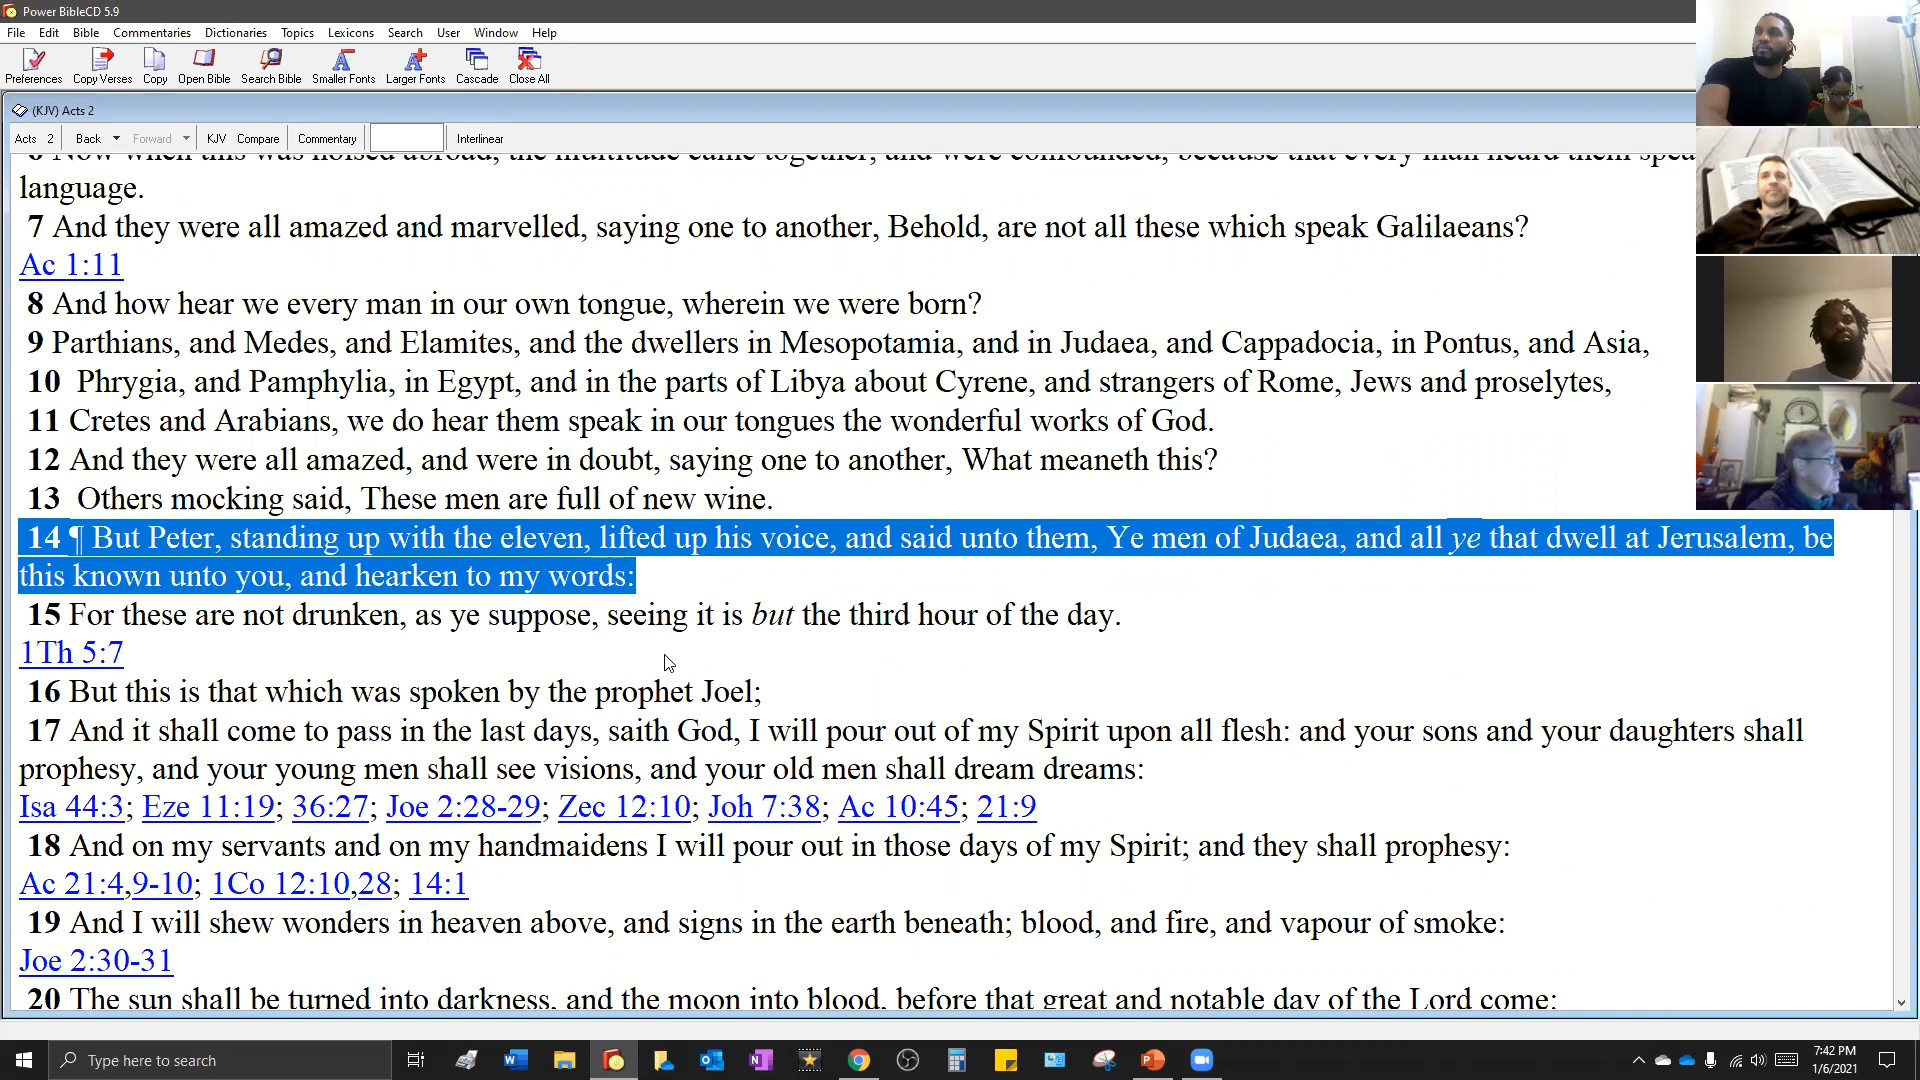 Power BibleCD 5.9
File Edit Bible Commentaries Dictionaries Topics Lexicons Search User Window Help
Preferences Copy Verses Copy Open Bible Search Bible Smaller Fonts Larger Fonts Cascade Close All
(KJV) Acts 2
Acts 2 Back Forward KJV Compare Commentary Interlinear
6 Now when this was noised abroad, the multitude came together, and were confounded, because that every man heard them
language.
7 And they were all amazed and marvelled, saying one to another, Behold, are not all these which speak Galilaeans?
Ac 1:11
8 And how hear we every man in our own tongue, wherein we were born?
9 Parthians, and Medes, and Elamites, and the dwellers in Mesopotamia, and in Judaea, and Cappadocia, in Pontus, and Asia,
10 Phrygia, and Pamphylia, in Egypt, and in the parts of Libya about Cyrene, and strangers of Rome, Jews and proselytes,
11 Cretes and Arabians, we do hear them speak in our tongues the wonderful works of God.
12 And they were all amazed, and were in doubt, saying one to another, What meaneth this?
13 Others mocking said, These men are full of new wine.
14 ¶ But Peter, standing up with the eleven, lifted up his voice, and said unto them, Ye men of Judaea, and all ye that dwell at Jerusalem, be
this known unto you, and hearken to my words:
15 For these are not drunken, as ye suppose, seeing it is but the third hour of the day.
1Th 5:7
16 But this is that which was spoken by the prophet Joel;
17 And it shall come to pass in the last days, saith God, I will pour out of my Spirit upon all flesh: and your sons and your daughters shall
prophesy, and your young men shall see visions, and your old men shall dream dreams:
Isa 44:3; Eze 11:19; 36:27; Joe 2:28-29; Zec 12:10; Joh 7:38; Ac 10:45; 21:9
18 And on my servants and on my handmaidens I will pour out in those days of my Spirit; and they shall prophesy:
Ac 21:4,9-10; 1Co 12:10,28; 14:1
19 And I will shew wonders in heaven above, and signs in the earth beneath; blood, and fire, and vapour of smoke:
Joe 2:30-31
20 The sun shall be turned into darkness, and the moon into blood, before that great and notable day of the Lord come:
Type here to search
7:42 PM
1/6/2021